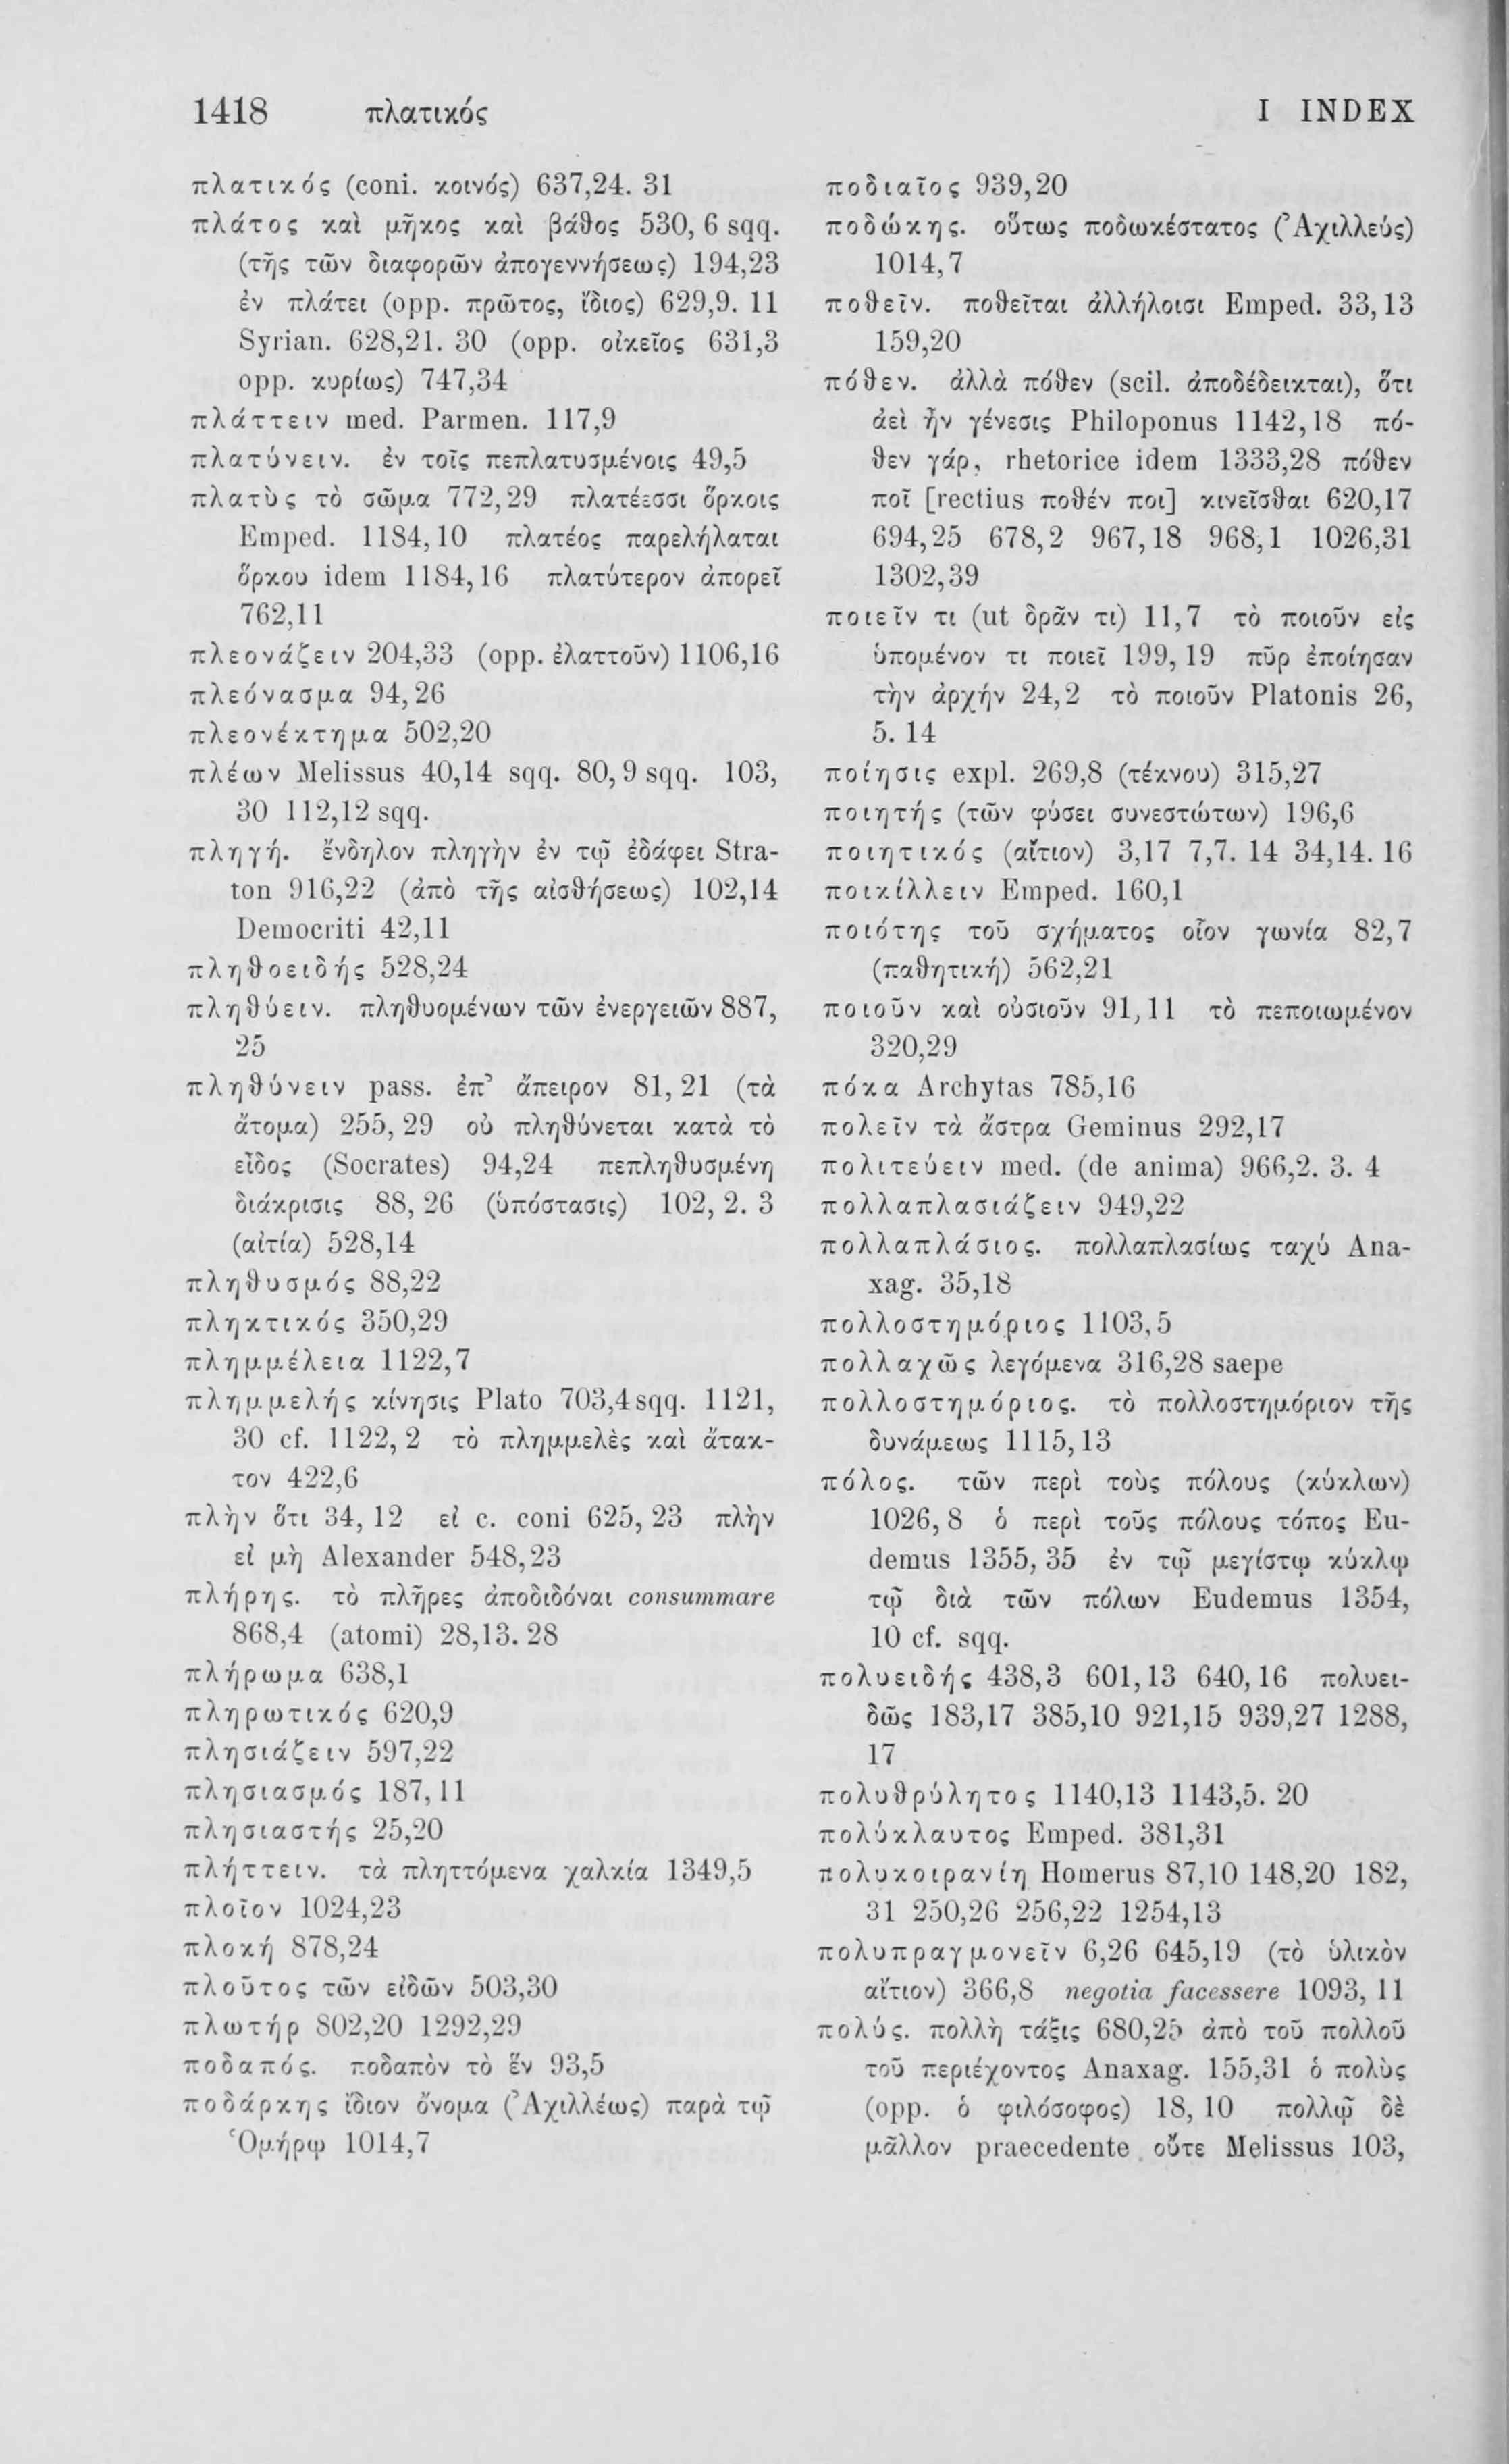 1418 πλατικός I INDEX
πλατικός (coni. κοινός) 637,24. 31
πλάτος καὶ μῆκος καὶ βάθος 530, 6 sqq.
(τῆς τῶν διαφορῶν ἀπογεννήσεως) 194,23
ἐν πλάτει (opp. πρῶτος, ἴδιος) 629,9. 11
Syrian. 628,21. 30 (opp. οἰκεῖος 631,3
opp. κυρίως) 747,34
πλάττειν med. Parmen. 117,9
πλατύνειν. ἐν τοῖς πεπλατυσμένοις 49,5
πλατὺς τὸ σῶμα 772,29 πλατέεσσι ὅρκοις
Emped. 1184,10 πλατέος παρελήλαται
ὅρκου idem 1184,16 πλατύτερον ἀπορεῖ
762,11
πλεονάζειν 204,33 (opp. ἐλαττοῦν) 1106,16
πλεόνασμα 94,26
πλεονέκτημα 502,20
πλέων Melissus 40,14 sqq. 80,9 sqq. 103,
30 112,12 sqq.
πληγή. ἔνδηλον πληγὴν ἐν τῷ ἐδάφει Stra-
ton 916,22 (ἀπὸ τῆς αἰσθήσεως) 102,14
Democriti 42,11
πληθοειδής 528,24
πληθύειν. πληθυομένων τῶν ἐνεργειῶν 887,
25
πληθύνειν pass. ἐπ’ ἄπειρον 81,21 (τὰ
ἄτομα) 255,29 οὐ πληθύνεται κατὰ τὸ
εἶδος (Socrates) 94,24 πεπληθυσμένη
διάκρισις 88,26 (ὑπόστασις) 102, 2. 3
(αἰτία) 528,14
πληθυσμός 88,22
πληκτικός 350,29
πλημμέλεια 1122,7
πλημμελής κίνησις Plato 703,4 sqq. 1121,
30 cf. 1122,2 τὸ πλημμελὲς καὶ ἄτακ-
τον 422,6
πλὴν ὅτι 34,12 εἰ c. coni 625,23 πλὴν
εἰ μὴ Alexander 548,23
πλήρης. τὸ πλῆρες ἀποδιδόναι consummare
868,4 (atomi) 28,13. 28
πλήρωμα 638,1
πληρωτικός 620,9
πλησιάζειν 597,22
πλησιασμός 187,11
πλησιαστής 25,20
πλήττειν. τὰ πληττόμενα χαλκία 1349,5
πλοῖον 1024,23
πλοκή 878,24
πλοῦτος τῶν εἰδῶν 503,30
πλωτήρ 802,20 1292,29
ποδαπός. ποδαπὸν τὸ ἕν 93,5
ποδάρκης ἴδιον ὄνομα (Ἀχιλλέως) παρὰ τῷ
Ὁμήρῳ 1014,7
ποδιαῖος 939,20
ποδώκης. οὕτως ποδωκέστατος (Ἀχιλλεύς)
1014,7
ποθεῖν. ποθεῖται ἀλλήλοισι Emped. 33,13
159,20
πόθεν. ἀλλὰ πόθεν (scil. ἀποδέδεικται), ὅτι
ἀεὶ ἦν γένεσις Philoponus 1142,18 πό-
θεν γάρ, rhetorice idem 1333,28 πόθεν
ποῖ [rectius ποθέν ποι] κινεῖσθαι 620,17
694,25 678,2 967,18 968,1 1026,31
1302,39
ποιεῖν τι (ut δρᾶν τι) 11,7 τὸ ποιοῦν εἰς
ὑπομένον τι ποιεῖ 199,19 πῦρ ἐποίησαν
τὴν ἀρχήν 24,2 τὸ ποιοῦν Platonis 26,
5. 14
ποίησις expl. 269,8 (τέκνου) 315,27
ποιητής (τῶν φύσει συνεστώτων) 196,6
ποιητικός (αἴτιον) 3,17 7,7. 14 34,14. 16
ποικίλλειν Emped. 160,1
ποιότης τοῦ σχήματος οἷον γωνία 82,7
(παθητική) 562,21
ποιοῦν καὶ οὐσιοῦν 91,11 τὸ πεποιωμένον
320,29
πόκα Archytas 785,16
πολεῖν τὰ ἄστρα Geminus 292,17
πολιτεύειν med. (de anima) 966,2. 3. 4
πολλαπλασιάζειν 949,22
πολλαπλάσιος. πολλαπλασίως ταχύ Ana-
xag. 35,18
πολλοστημόριος 1103,5
πολλαχῶς λεγόμενα 316,28 saepe
πολλοστημόριος. τὸ πολλοστημόριον τῆς
δυνάμεως 1115,13
πόλος. τῶν περὶ τοὺς πόλους (κύκλων)
1026,8 ὁ περὶ τοῦς πόλους τόπος Eu-
demus 1355,35 ἐν τῷ μεγίστῳ κύκλῳ
τῷ διὰ τῶν πόλων Eudemus 1354,
10 cf. sqq.
πολυειδής 438,3 601,13 640,16 πολυει-
δῶς 183,17 385,10 921,15 939,27 1288,
17
πολυθρύλητος 1140,13 1143,5. 20
πολύκλαυτος Emped. 381,31
πολυκοιρανίη Homerus 87,10 148,20 182,
31 250,26 256,22 1254,13
πολυπραγμονεῖν 6,26 645,19 (τὸ ὑλικὸν
αἴτιον) 366,8 negotia facessere 1093,11
πολύς. πολλὴ τάξις 680,25 ἀπὸ τοῦ πολλοῦ
τοῦ περιέχοντος Anaxag. 155,31 ὁ πολὺς
(opp. ὁ φιλόσοφος) 18,10 πολλῷ δὲ
μᾶλλον praecedente οὔτε Melissus 103,